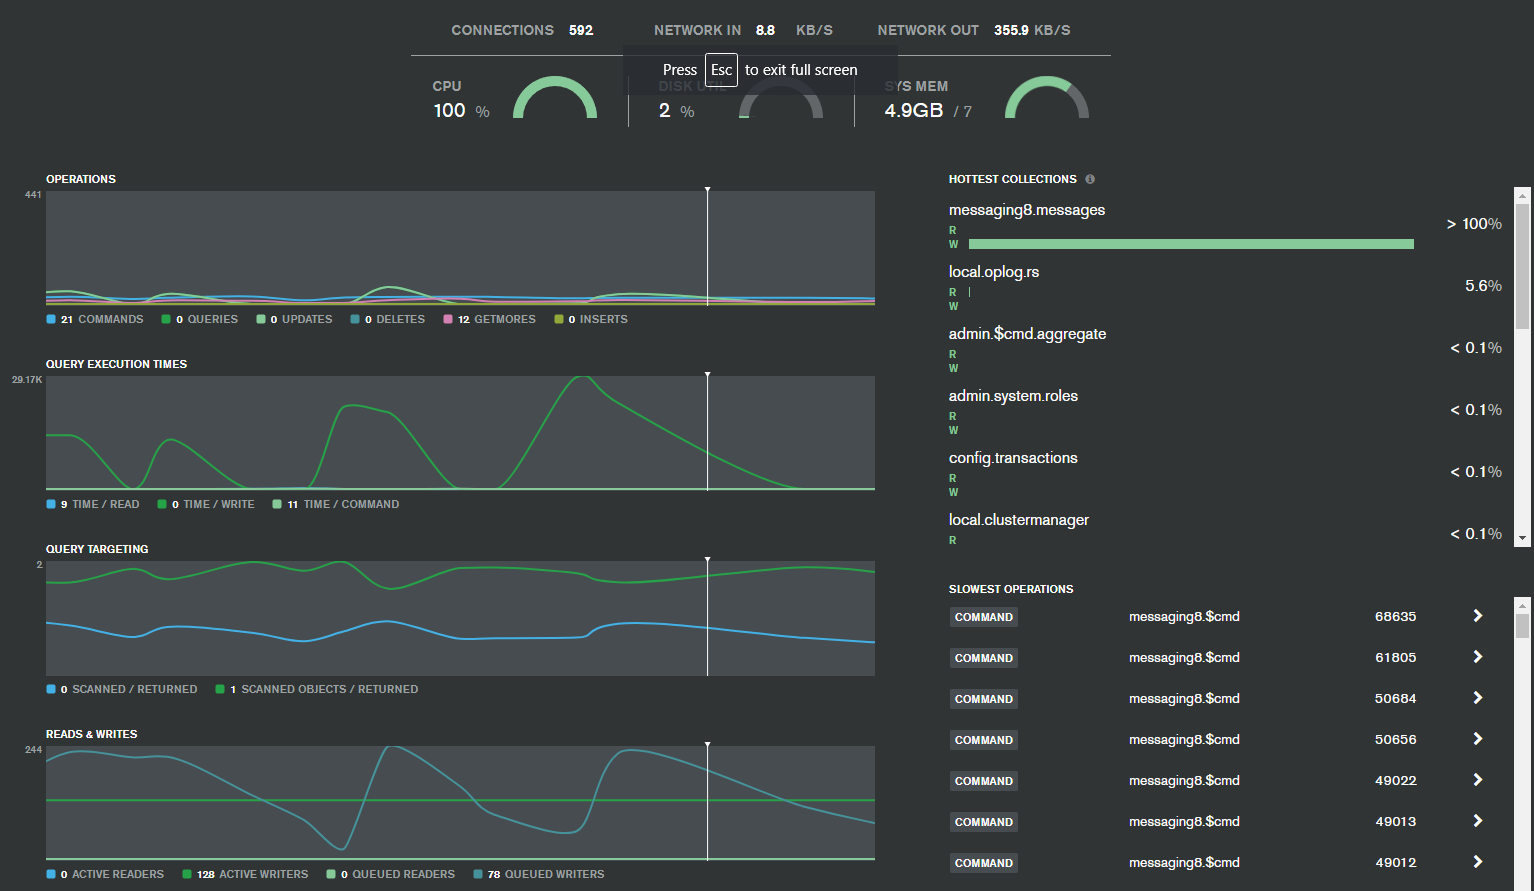 CONNECTIONS 592 NETWORK IN 8.8 KB/S NETWORK OUT 355.9 KB/S
Press Esc to exit full screen
CPU DISK UTIL SYS MEM
100 % 2 % 4.9GB / 7
OPERATIONS
441
21 COMMANDS 0 QUERIES 0 UPDATES 0 DELETES 12 GETMORES 0 INSERTS
QUERY EXECUTION TIMES
29.17K
9 TIME / READ 0 TIME / WRITE 11 TIME / COMMAND
QUERY TARGETING
2
0 SCANNED / RETURNED 1 SCANNED OBJECTS / RETURNED
READS & WRITES
244
0 ACTIVE READERS 128 ACTIVE WRITERS 0 QUEUED READERS 78 QUEUED WRITERS
HOTTEST COLLECTIONS
messaging8.messages
R
W
> 100%
local.oplog.rs
R
W
5.6%
admin.$cmd.aggregate
R
W
< 0.1%
admin.system.roles
R
W
< 0.1%
config.transactions
R
W
< 0.1%
local.clustermanager
R
< 0.1%
SLOWEST OPERATIONS
COMMAND messaging8.$cmd 68635
COMMAND messaging8.$cmd 61805
COMMAND messaging8.$cmd 50684
COMMAND messaging8.$cmd 50656
COMMAND messaging8.$cmd 49022
COMMAND messaging8.$cmd 49013
COMMAND messaging8.$cmd 49012